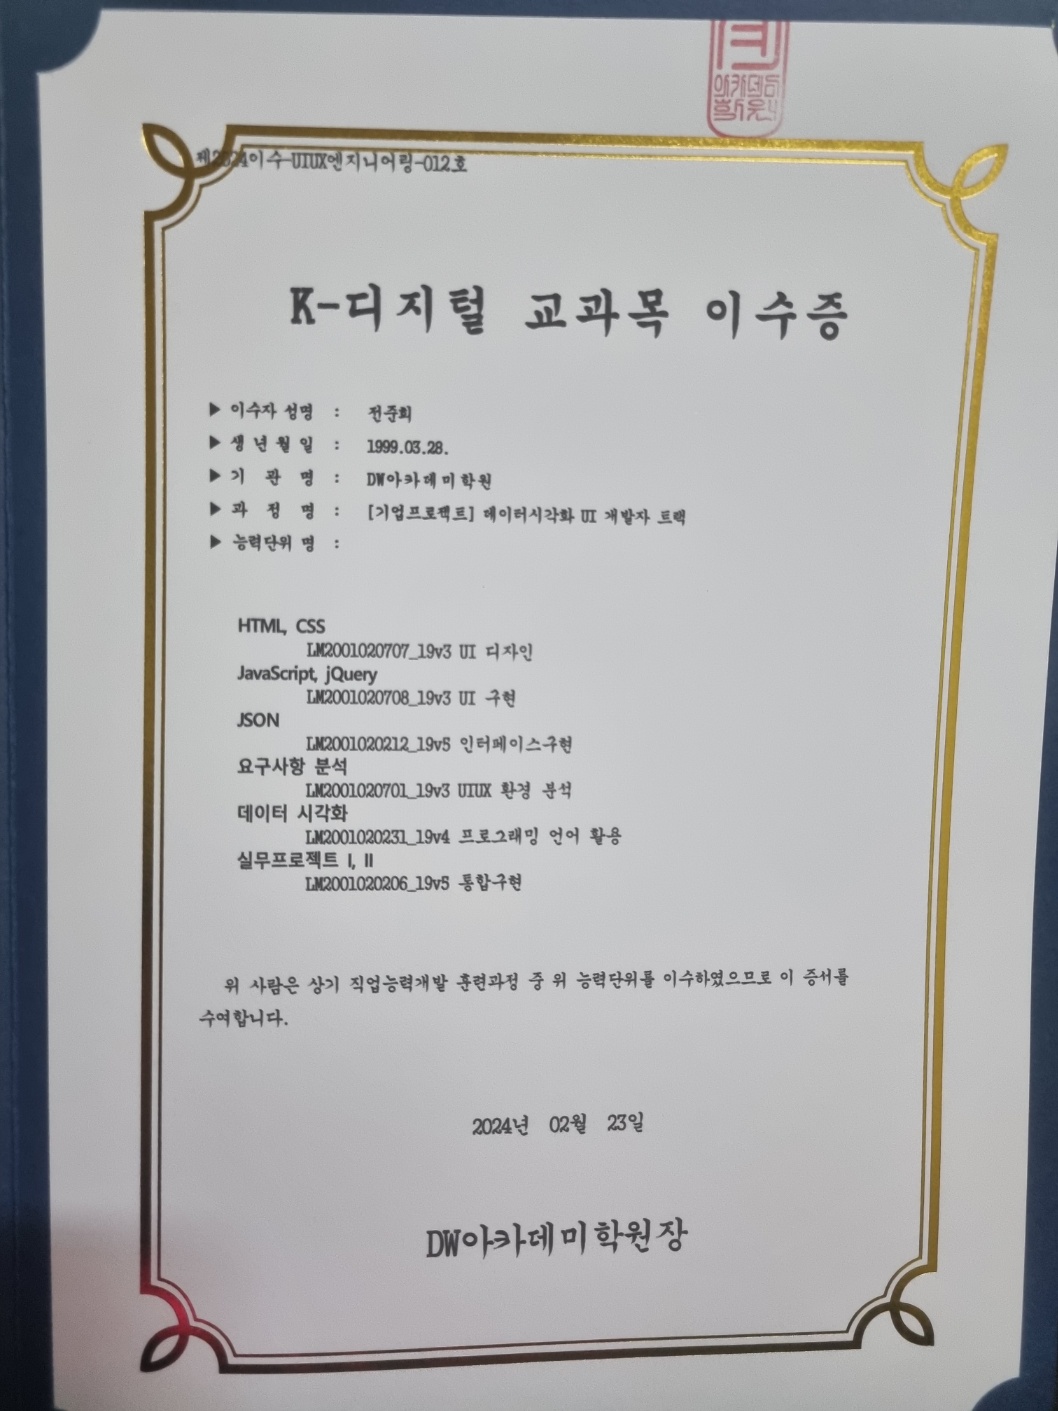 아카데미
학원
제2024이수-UIUX엔지니어링-012호
K-디지털 교과목 이수증
▶ 이수자 성명 : 전준희
▶ 생 년 월 일 : 1999.03.28.
▶ 기 관 명 : DW아카데미학원
▶ 과 정 명 : [기업프로젝트] 데이터시각화 UI 개발자 트랙
▶ 능력단위 명 :
HTML, CSS
LM2001020707_19v3 UI 디자인
JavaScript, jQuery
LM2001020708_19v3 UI 구현
JSON
LM2001020212_19v5 인터페이스구현
요구사항 분석
LM2001020701_19v3 UIUX 환경 분석
데이터 시각화
LM2001020231_19v4 프로그래밍 언어 활용
실무프로젝트 I, II
LM2001020206_19v5 통합구현
위 사람은 상기 직업능력개발 훈련과정 중 위 능력단위를 이수하였으므로 이 증서를
수여합니다.
2024년 02월 23일
DW아카데미학원장